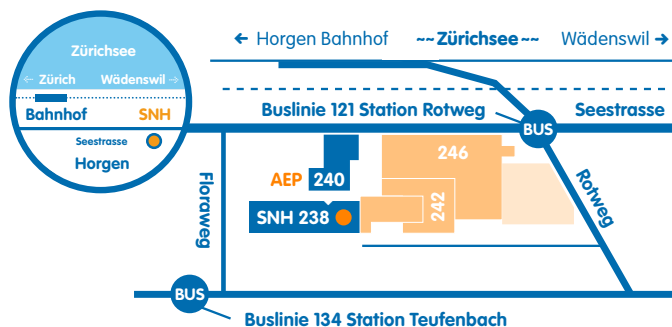 Zürichsee
← Zürich Wädenswil →
Bahnhof SNH
Seestrasse
Horgen
← Horgen Bahnhof ~~Zürichsee~~ Wädenswil →
Buslinie 121 Station Rotweg
Seestrasse
BUS
Floraweg
AEP 240
246
242
SNH 238
Rotweg
BUS
Buslinie 134 Station Teufenbach